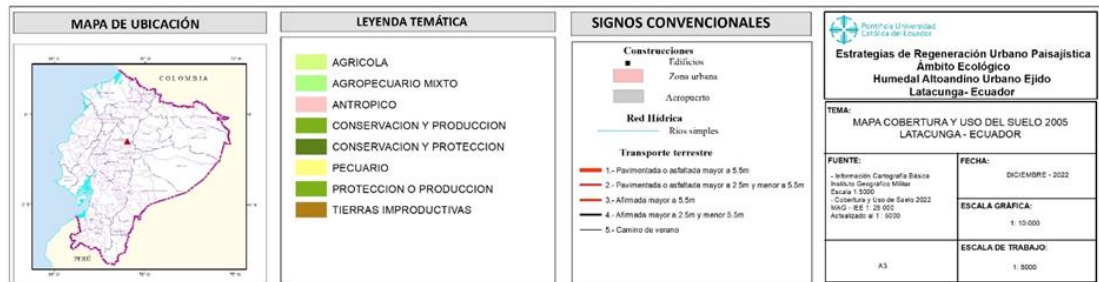 MAPA DE UBICACIÓN
COLOMBIA
PERÚ
LEYENDA TEMÁTICA
AGRICOLA
AGROPECUARIO MIXTO
ANTROPICO
CONSERVACION Y PRODUCCION
CONSERVACION Y PROTECCION
PECUARIO
PROTECCION O PRODUCCION
TIERRAS IMPRODUCTIVAS
SIGNOS CONVENCIONALES
Construcciones
Edificios
Zona urbana
Aeropuerto
Red Hídrica
Rios simples
Transporte terrestre
1.- Pavimentada o asfaltada mayor a 5.5m
2.- Pavimentada o asfaltada mayor a 2.5m y menor a 5.5m
3.- Afirmada mayor a 5.5m
4.- Afirmada mayor a 2.5m y menor 5.5m
5.- Camino de verano
Pontificia Universidad
Católica del Ecuador
Estrategias de Regeneración Urbano Paisajística
Ámbito Ecológico
Humedal Altoandino Urbano Ejido
Latacunga- Ecuador
TEMA:
MAPA COBERTURA Y USO DEL SUELO 2005
LATACUNGA - ECUADOR
FUENTE:
- Información Cartografía Básica
Instituto Geográfico Militar
Escala 1:5000
- Cobertura y Uso de Suelo 2022
MAG - IEE 1: 25 000
Actualizado al 1: 5000
A3
FECHA:
DICIEMBRE - 2022
ESCALA GRÁFICA:
1: 10 000
ESCALA DE TRABAJO:
1: 5000